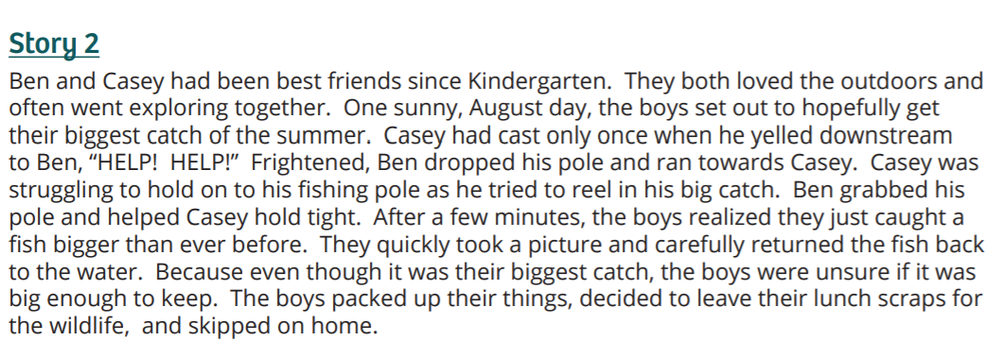 Story 2
Ben and Casey had been best friends since Kindergarten.  They both loved the outdoors and
often went exploring together.  One sunny, August day, the boys set out to hopefully get
their biggest catch of the summer.  Casey had cast only once when he yelled downstream
to Ben, “HELP!  HELP!”  Frightened, Ben dropped his pole and ran towards Casey.  Casey was
struggling to hold on to his fishing pole as he tried to reel in his big catch.  Ben grabbed his
pole and helped Casey hold tight.  After a few minutes, the boys realized they just caught a
fish bigger than ever before.  They quickly took a picture and carefully returned the fish back
to the water.  Because even though it was their biggest catch, the boys were unsure if it was
big enough to keep.  The boys packed up their things, decided to leave their lunch scraps for
the wildlife,  and skipped on home.